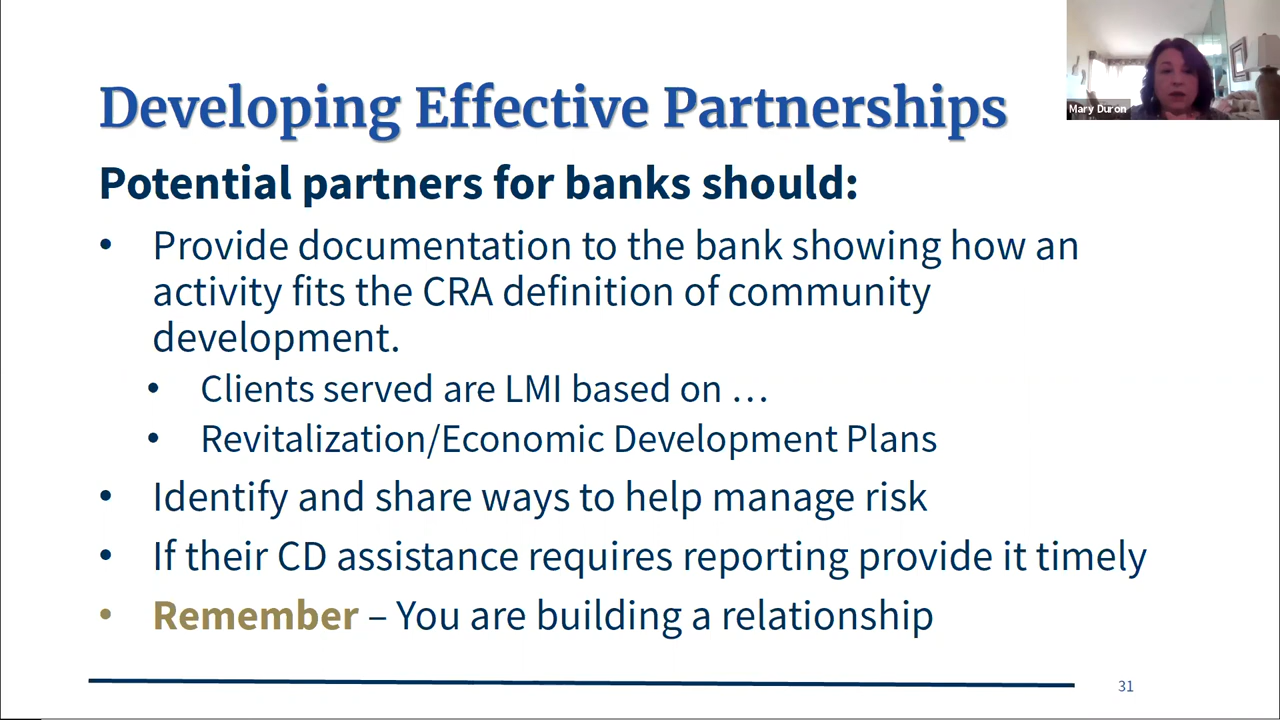 Developing Effective Partnerships
Mary Duron
Potential partners for banks should:
• Provide documentation to the bank showing how an
activity fits the CRA definition of community
development.
• Clients served are LMI based on …
• Revitalization/Economic Development Plans
• Identify and share ways to help manage risk
• If their CD assistance requires reporting provide it timely
• Remember – You are building a relationship
31